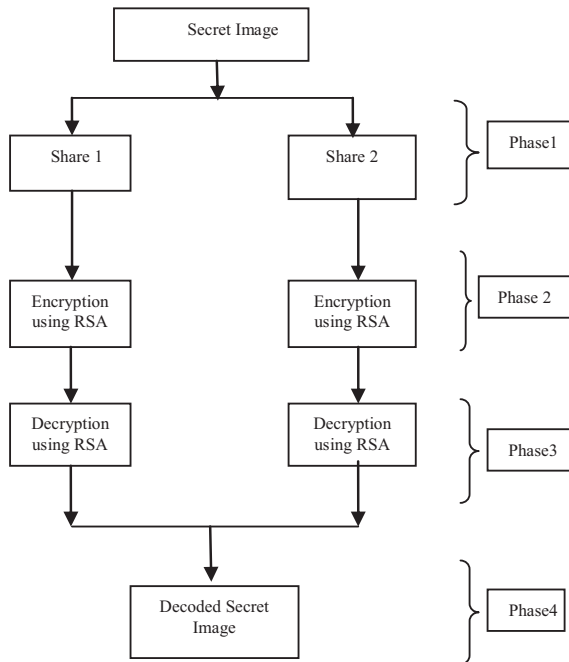 Secret Image
Share 1
Share 2
Phase1
Encryption
using RSA
Encryption
using RSA
Phase 2
Decryption
using RSA
Decryption
using RSA
Phase3
Decoded Secret
Image
Phase4